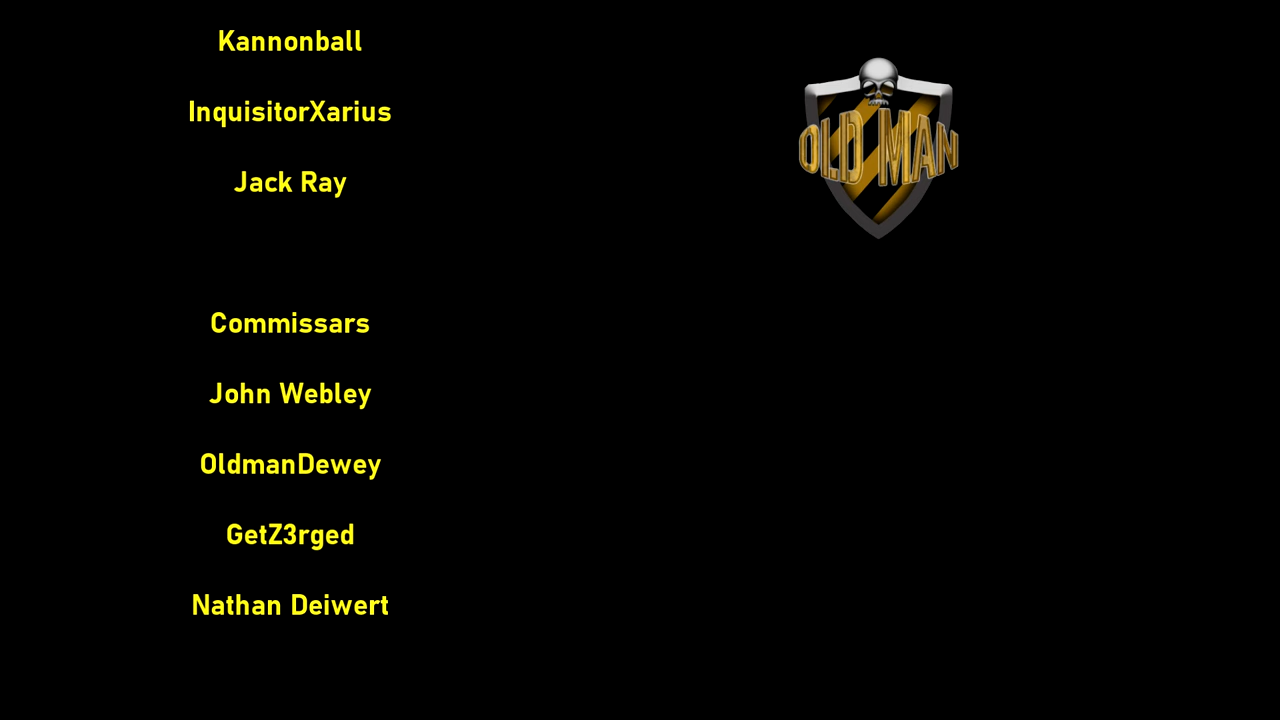 Kannonball
InquisitorXarius
Jack Ray
OLD MAN
Commissars
John Webley
OldmanDewey
GetZ3rged
Nathan Deiwert